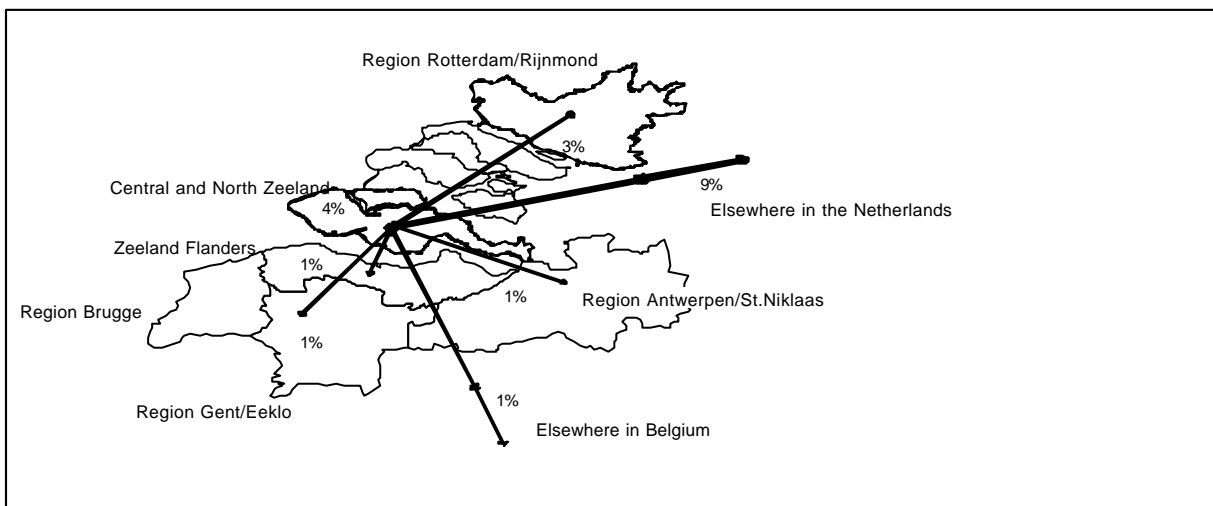 Region Rotterdam/Rijnmond
3%
9%
Central and North Zeeland
4%
Elsewhere in the Netherlands
Zeeland Flanders
1%
1%
Region Antwerpen/St.Niklaas
Region Brugge
1%
1%
Region Gent/Eeklo
Elsewhere in Belgium